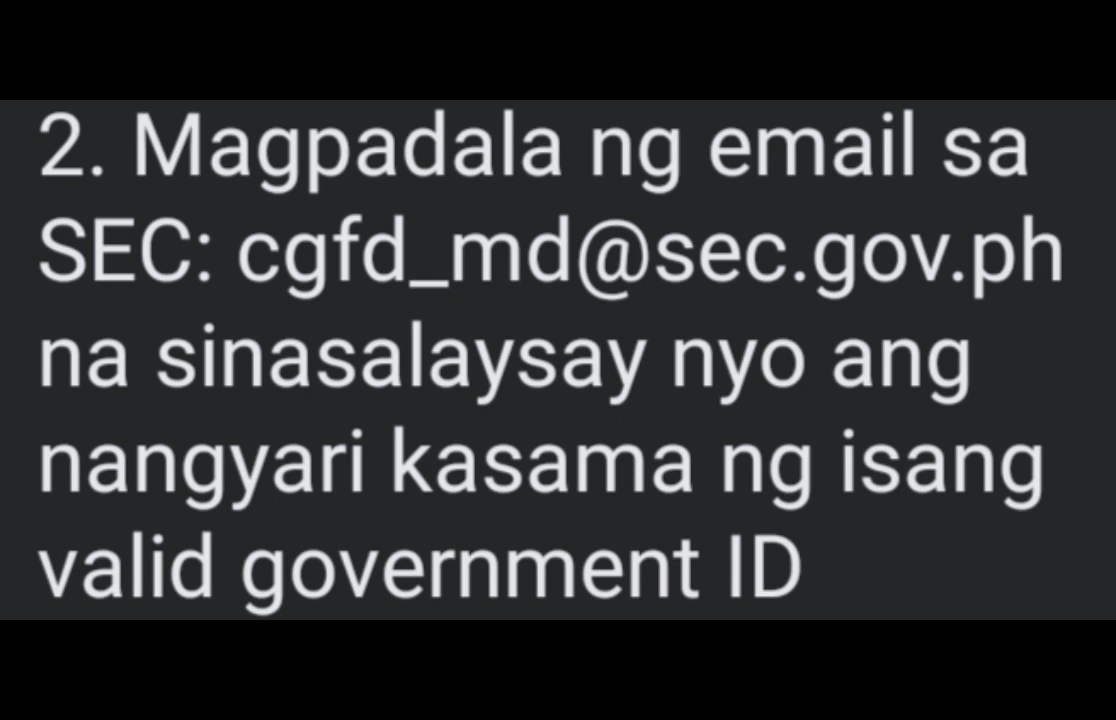 2. Magpadala ng email sa
SEC: cgfd_md@sec.gov.ph
na sinasalaysay nyo ang
nangyari kasama ng isang
valid government ID